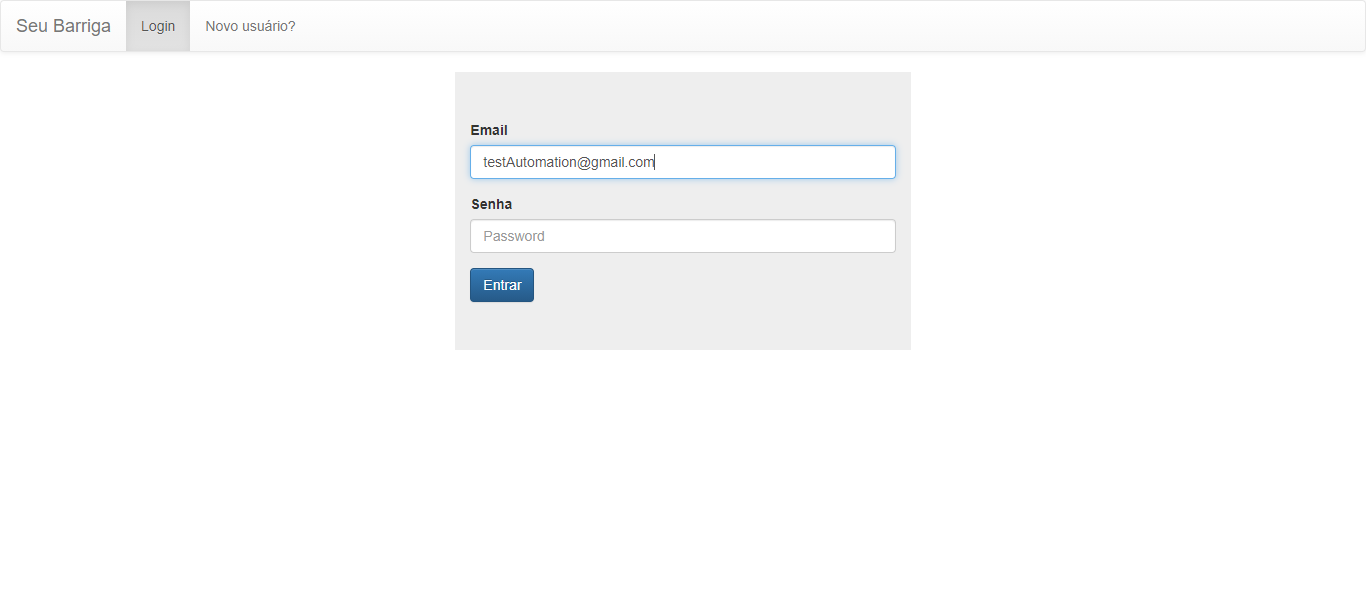 Seu Barriga Login Novo usuário?
Email
testAutomation@gmail.com
Senha
Password
Entrar